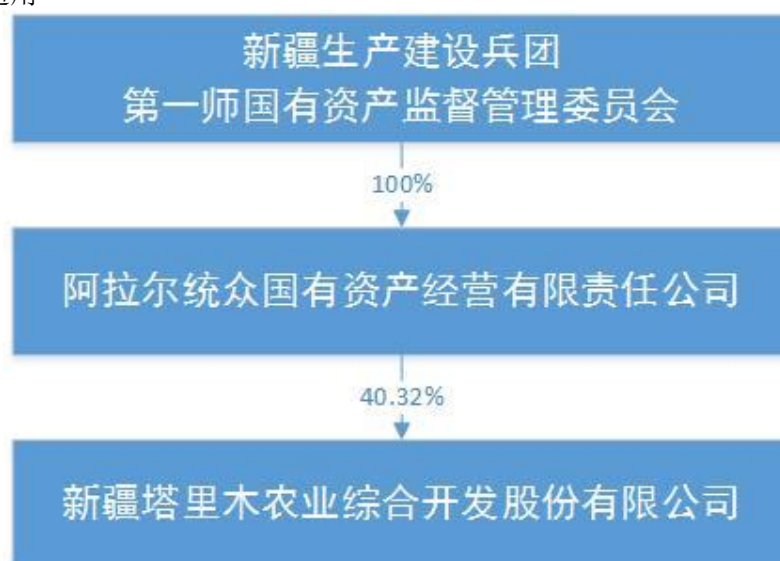 新疆生产建设兵团
第一师国有资产监督管理委员会
100%
阿拉尔统众国有资产经营有限责任公司
40.32%
新疆塔里木农业综合开发股份有限公司